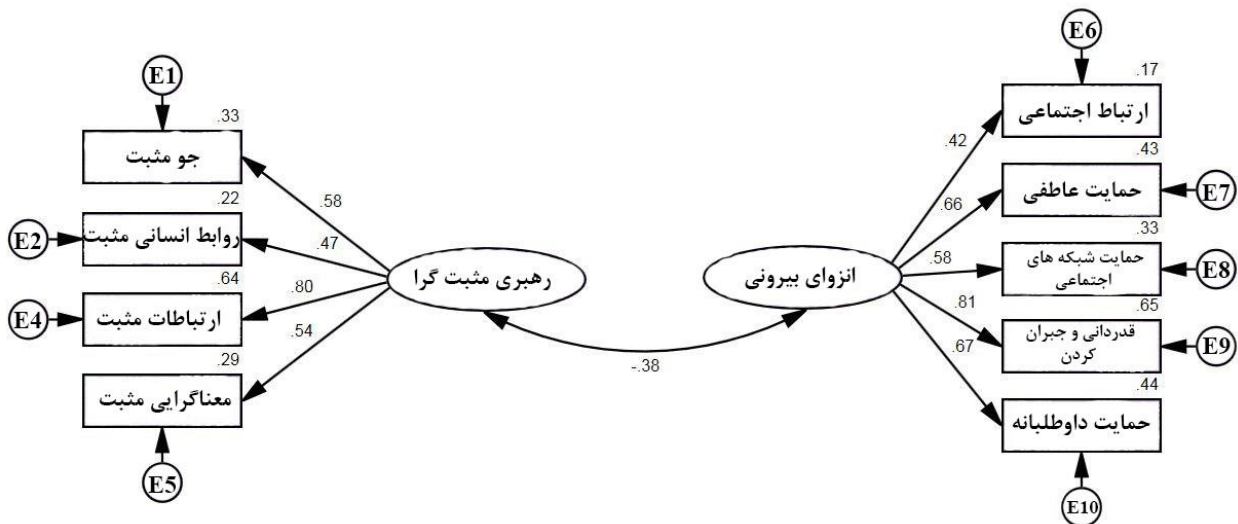 E1
.33
جو مثبت
.58
.22
E2
روابط انسانی مثبت
.47
.64
E4
ارتباطات مثبت
.80
.29
.54
معناگرایی مثبت
E5
رهبری مثبت گرا
-.38
انزوای بیرونی
E6
.17
ارتباط اجتماعی
.42
.43
حمایت عاطفی
E7
.66
.33
حمایت شبکه های
اجتماعی
E8
.58
.65
قدردانی و جبران
کردن
E9
.81
.44
.67
حمایت داوطلبانه
E10